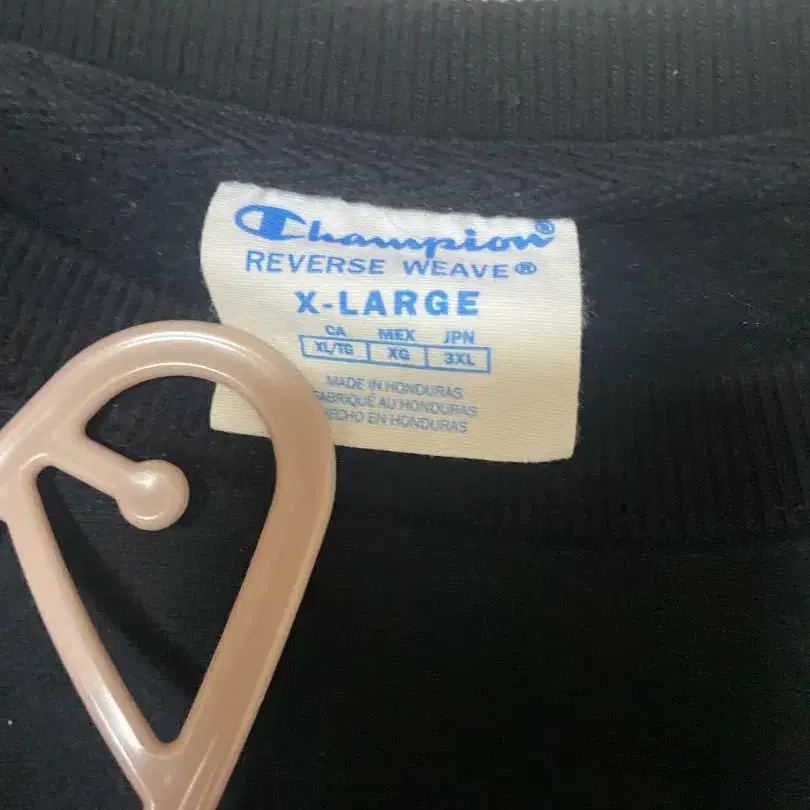 Champion®
REVERSE WEAVE®
X-LARGE
CA MEX JPN
XL/TG XG 3XL
MADE IN HONDURAS
FABRIQUÉ AU HONDURAS
HECHO EN HONDURAS